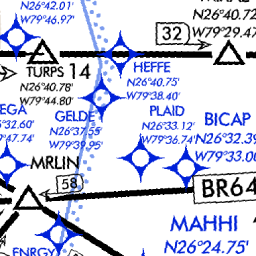 N26°42.01'
W79°46.97'
N26°40.72
W79°29.47
32
TURPS 14
N26°40.78'
W79°44.80'
HEFFE
N26°40.75'
W79°38.40'
GELDE
N26°37.55'
W79°39.95'
PLAID
N26°33.12'
W79°36.74'
BICAP
N26°32.39
W79°33.00
EGA
°32.60'
°47.74'
MRLIN
58
BR64
MAHHI
N26°24.75'
ENRGY